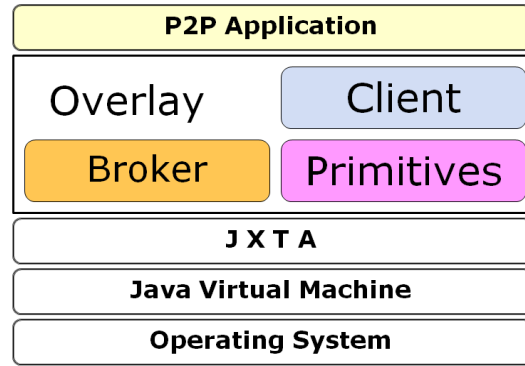 P2P Application
Overlay
Client
Broker
Primitives
J X T A
Java Virtual Machine
Operating System